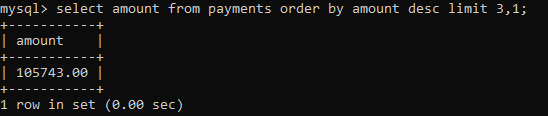 mysql> select amount from payments order by amount desc limit 3,1;
+-----------+
| amount    |
+-----------+
| 105743.00 |
+-----------+
1 row in set (0.00 sec)